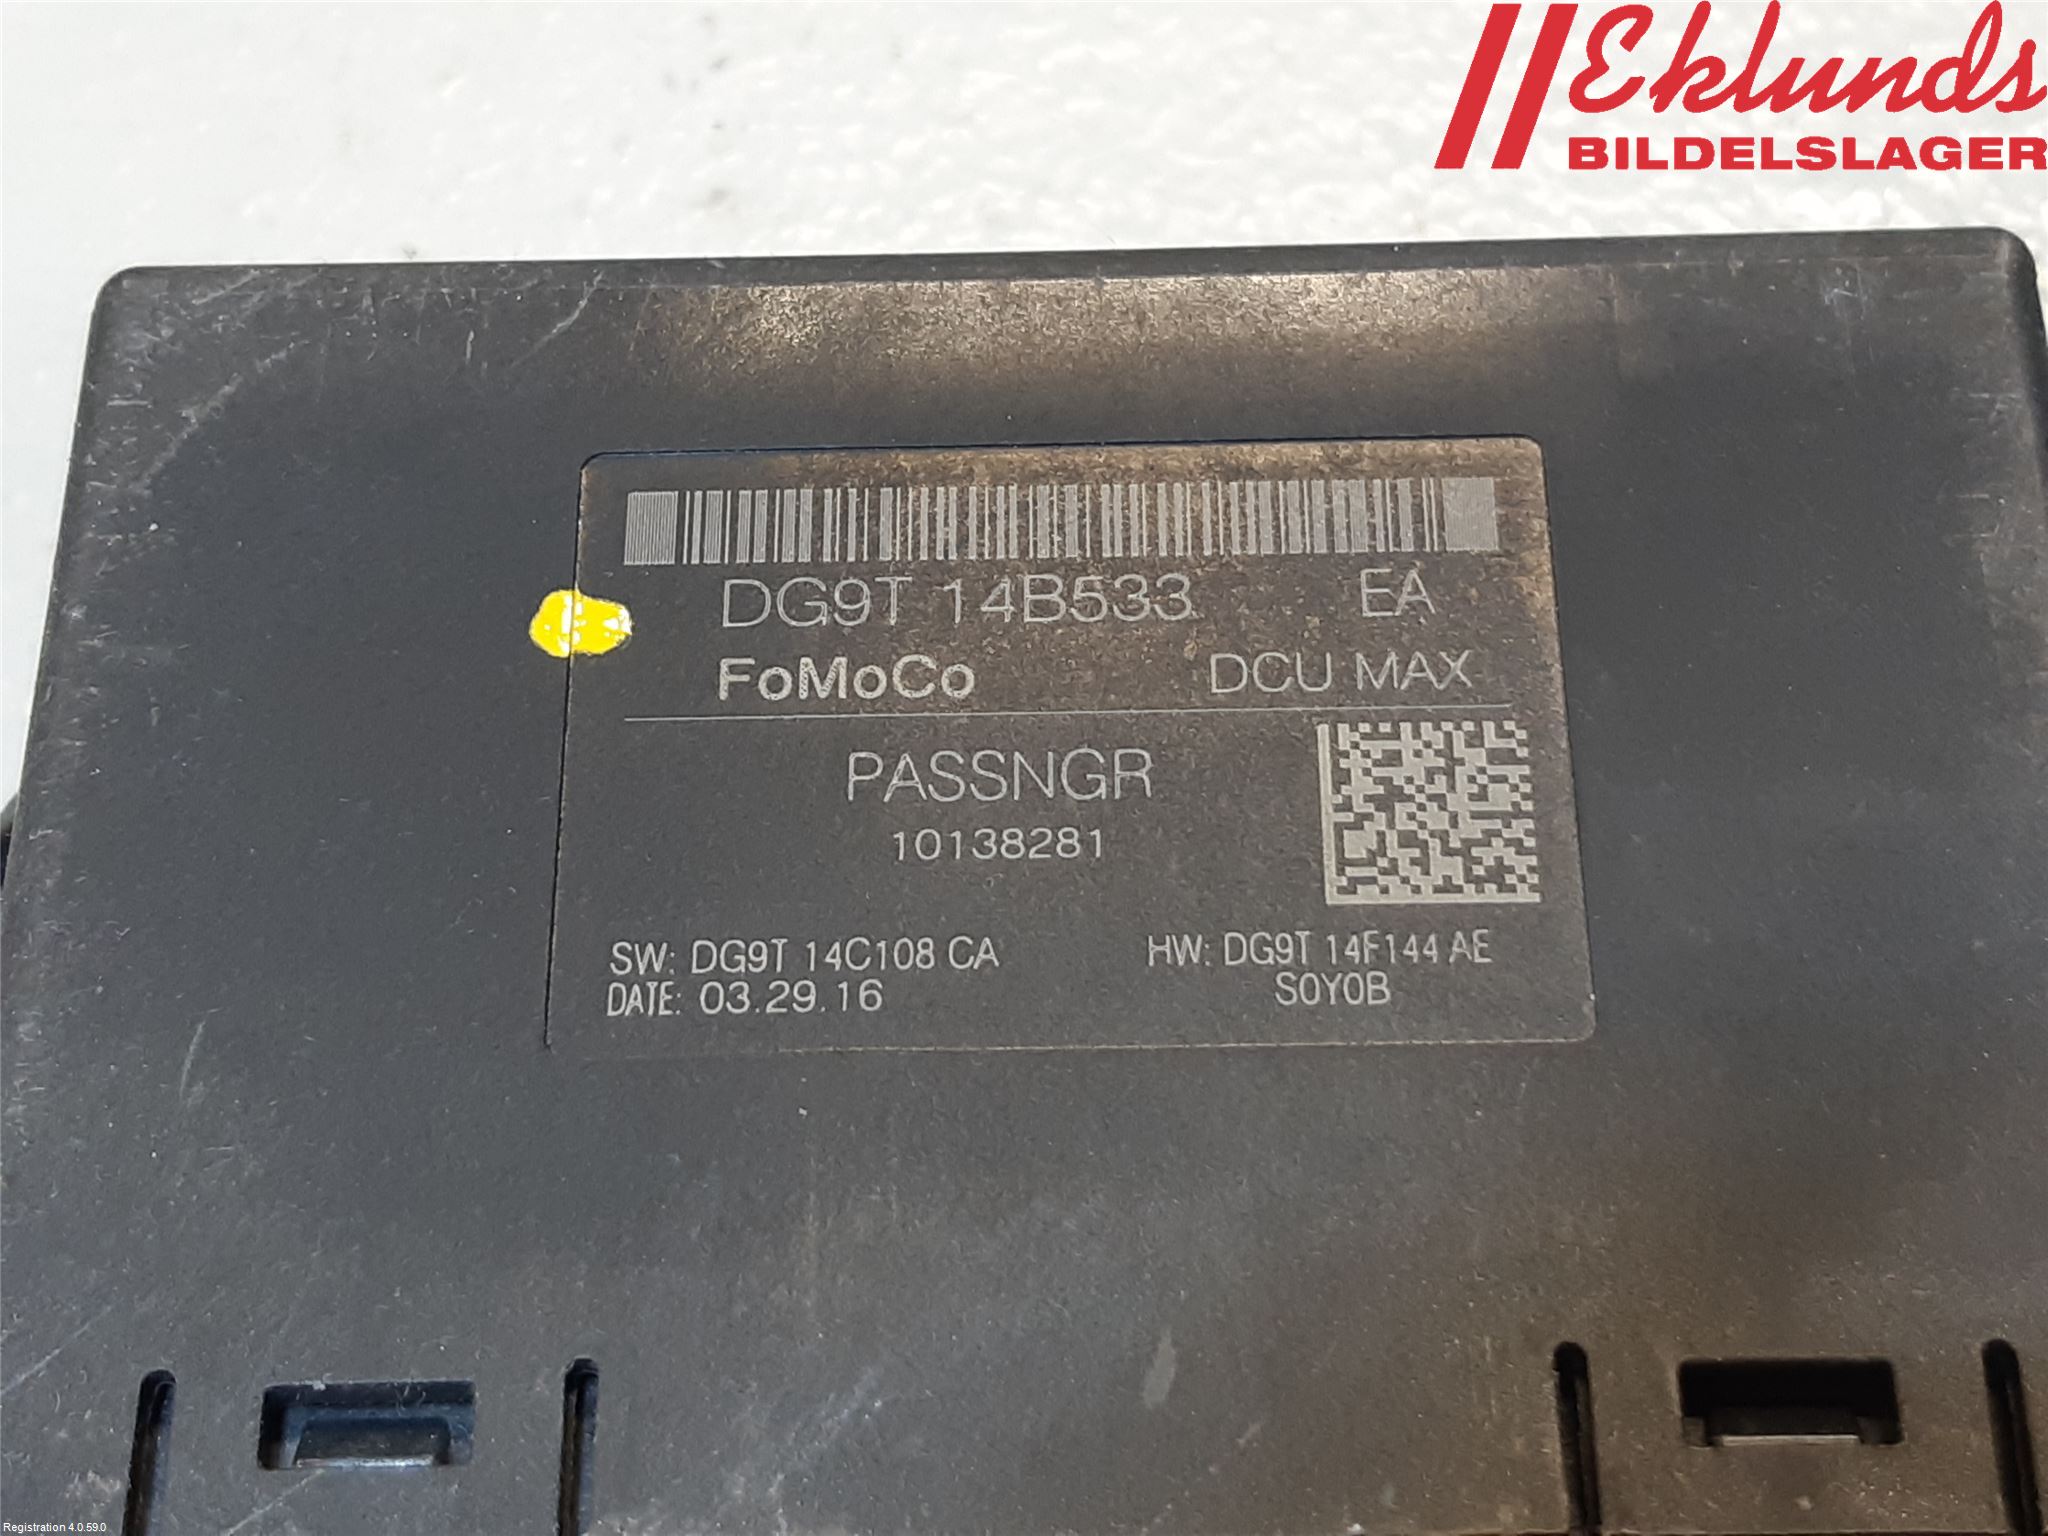 Eklunds
BILDELSLAGER
DG9T 14B533 EA
FoMoCo DCU MAX
PASSNGR
10138281
SW: DG9T 14C108 CA HW: DG9T 14F144 AE
DATE: 03.29.16 S0Y0B
Registration 4.0.59.0